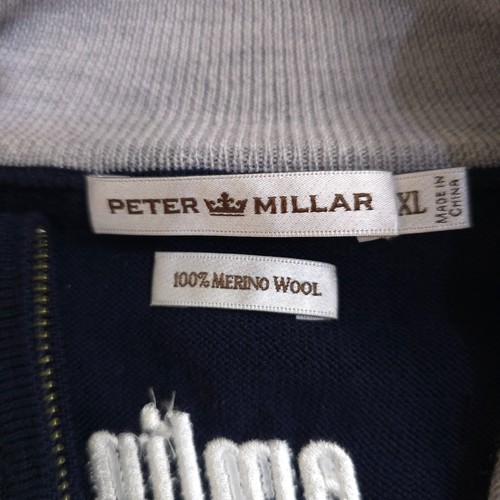 PETER MILLAR
XL
MADE IN
CHINA
100% MERINO WOOL